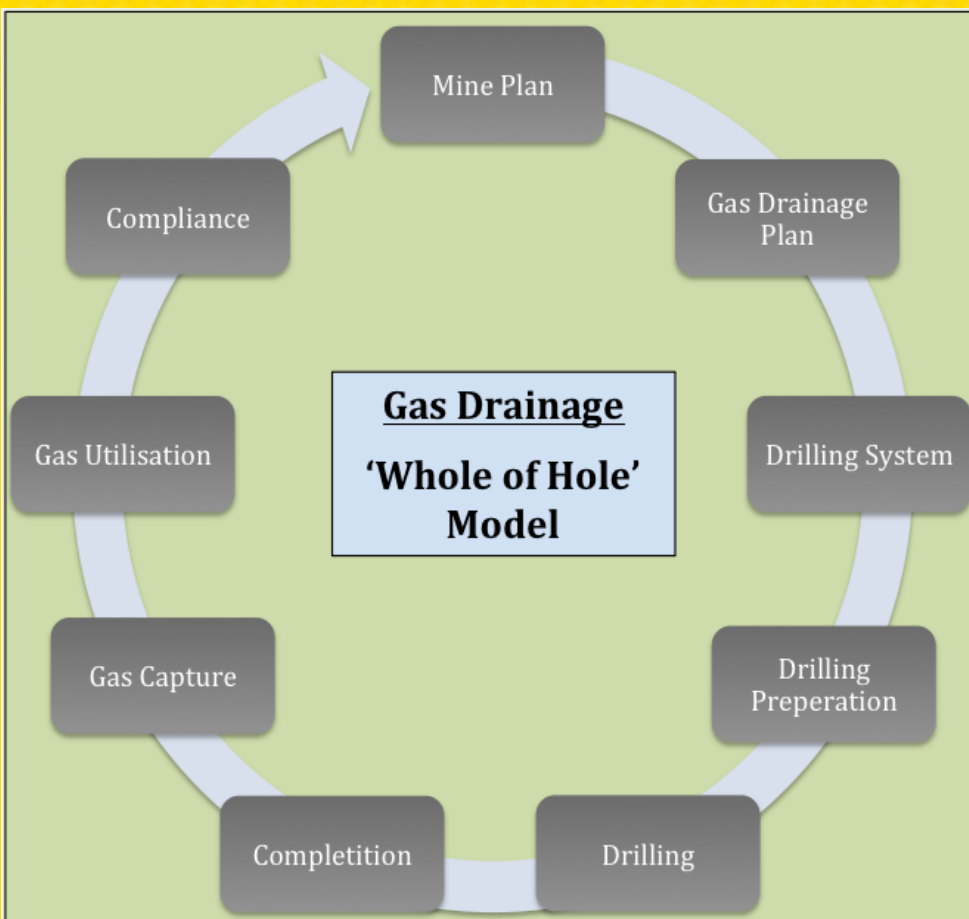 Mine Plan
Gas Drainage
Plan
Drilling System
Drilling
Preperation
Drilling
Completition
Gas Capture
Gas Utilisation
Compliance
Gas Drainage
‘Whole of Hole’
Model